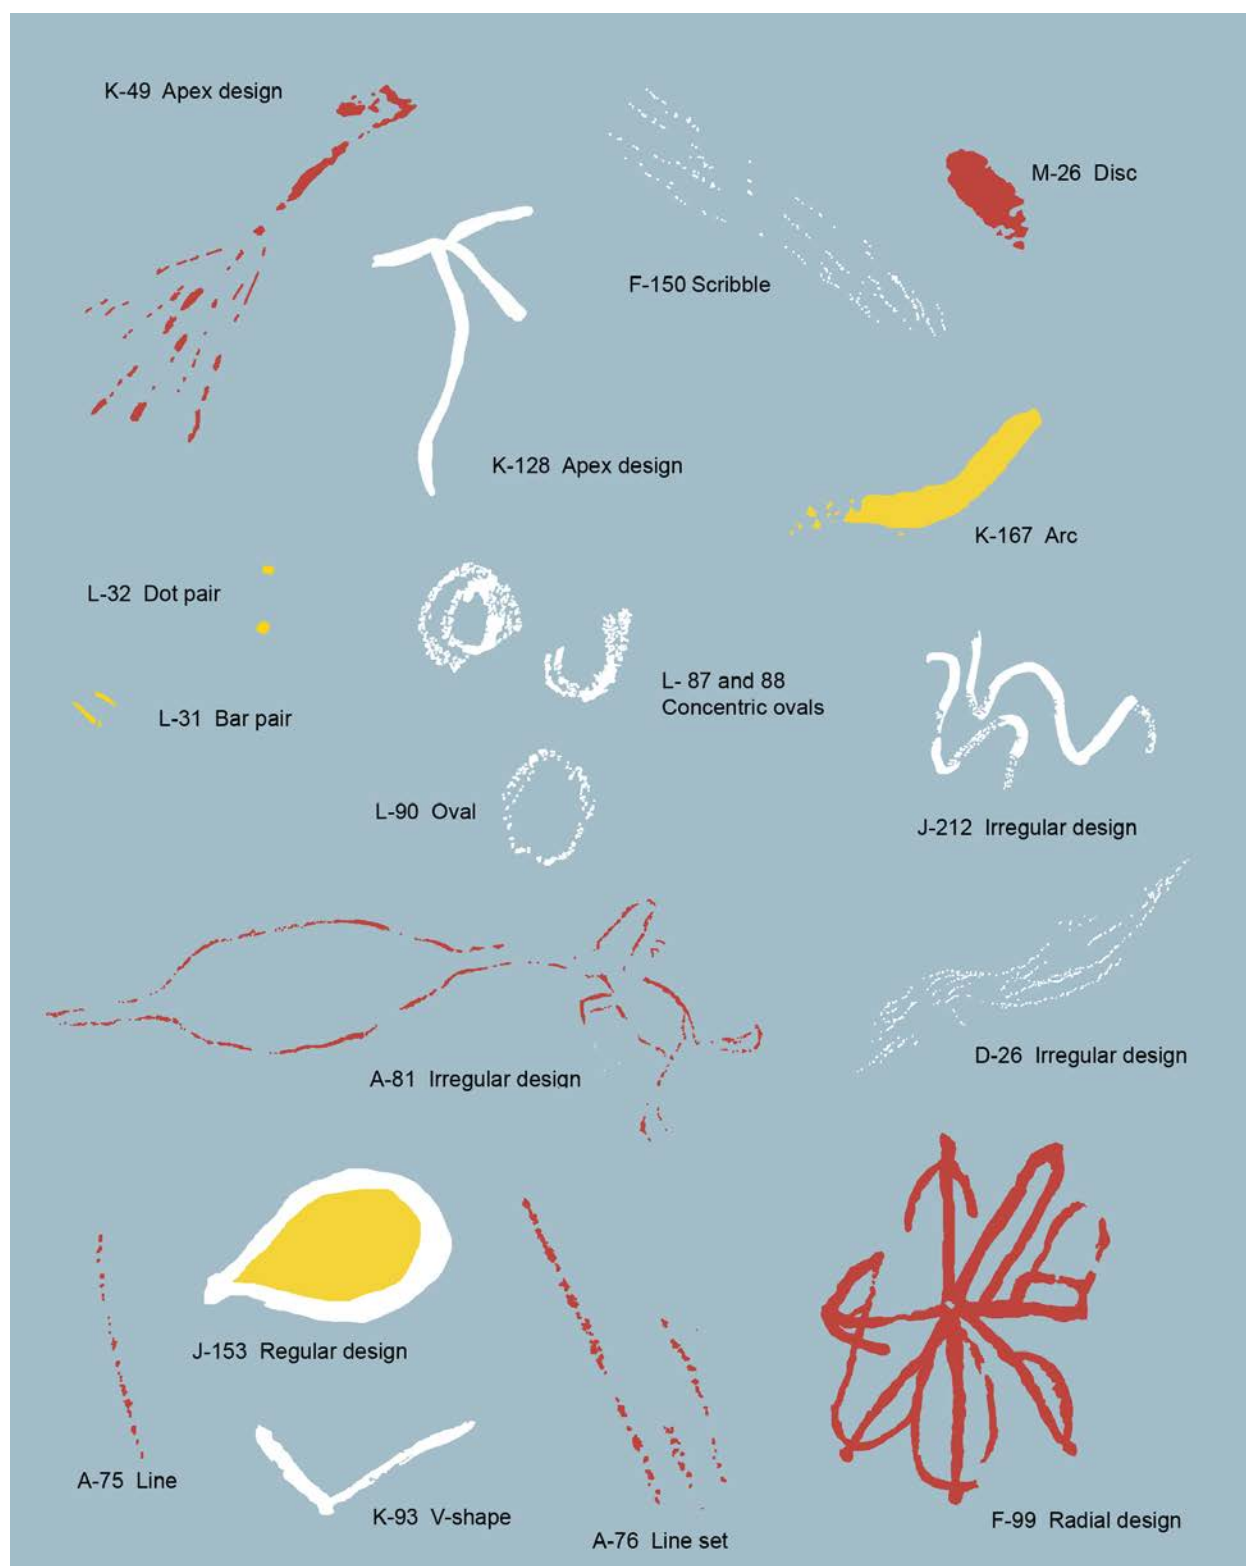 K-49 Apex design
M-26 Disc
F-150 Scribble
K-128 Apex design
K-167 Arc
L-32 Dot pair
L- 87 and 88
Concentric ovals
L-31 Bar pair
L-90 Oval
J-212 Irregular design
D-26 Irregular design
A-81 Irregular design
J-153 Regular design
A-75 Line
K-93 V-shape
A-76 Line set
F-99 Radial design